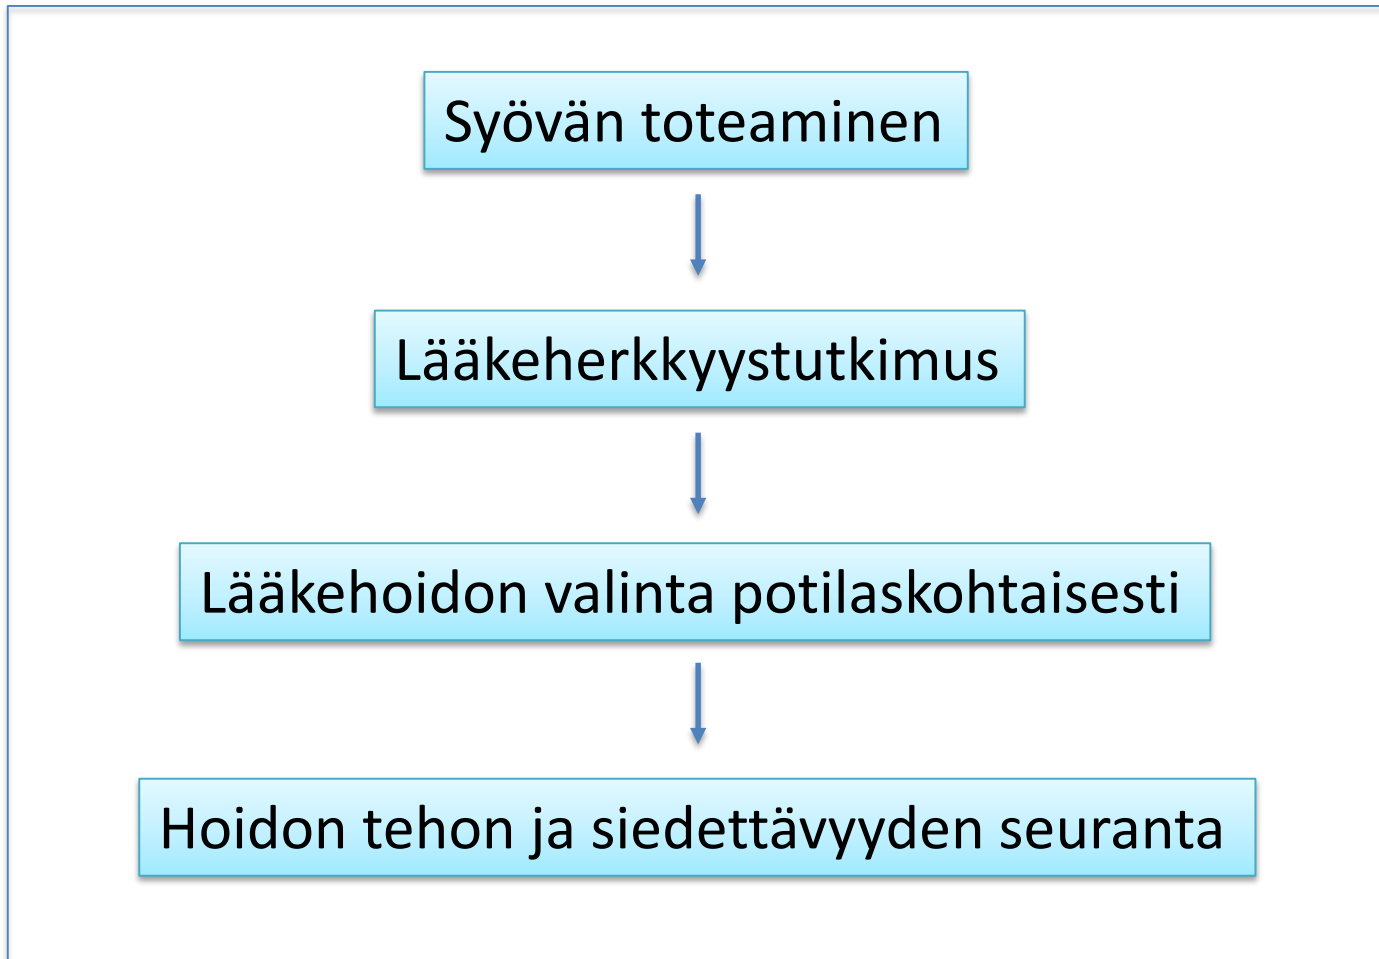 Syövän toteaminen
Lääkeherkkyystutkimus
Lääkehoidon valinta potilaskohtaisesti
Hoidon tehon ja siedettävyyden seuranta